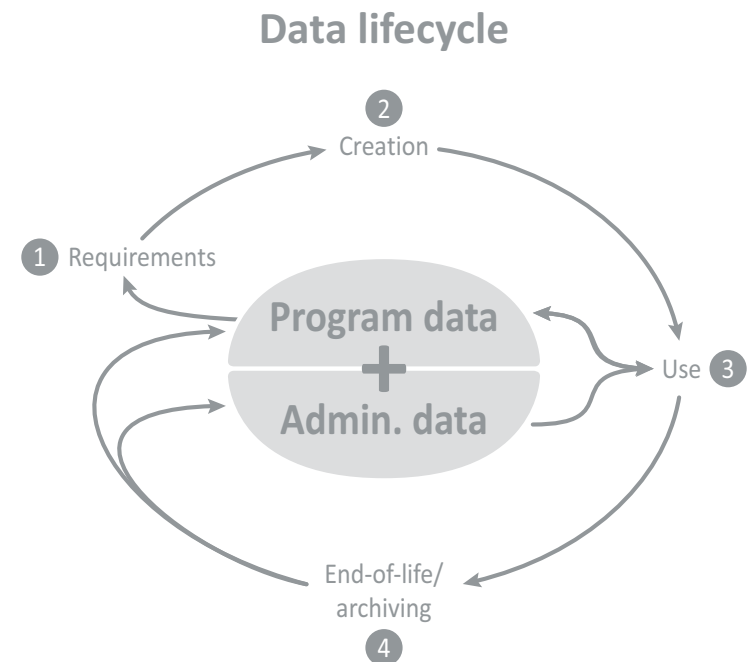 Data lifecycle
2
Creation
1 Requirements
Program data
+
Admin. data
Use 3
End-of-life/
archiving
4